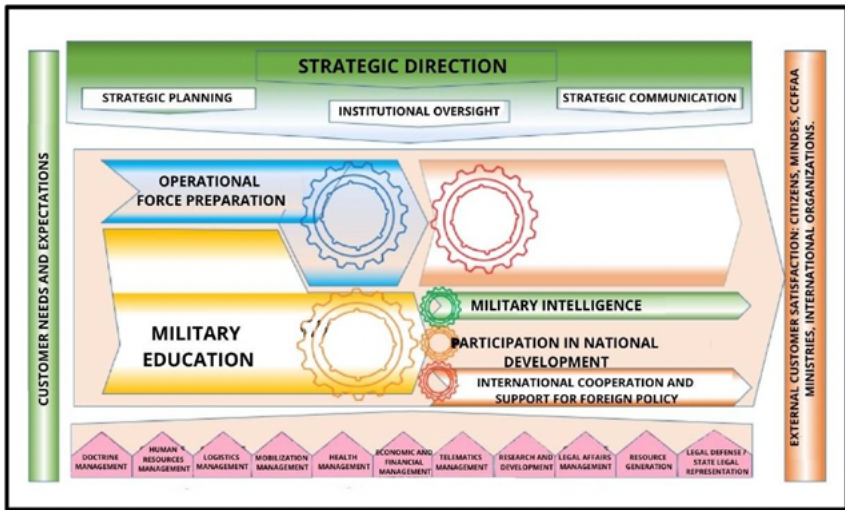 CUSTOMER NEEDS AND EXPECTATIONS
STRATEGIC DIRECTION
STRATEGIC PLANNING
INSTITUTIONAL OVERSIGHT
STRATEGIC COMMUNICATION
OPERATIONAL
FORCE PREPARATION
MILITARY
EDUCATION
MILITARY INTELLIGENCE
PARTICIPATION IN NATIONAL
DEVELOPMENT
INTERNATIONAL COOPERATION AND
SUPPORT FOR FOREIGN POLICY
DOCTRINE
MANAGEMENT
HUMAN
RESOURCES
MANAGEMENT
LOGISTICS
MANAGEMENT
MOBILIZATION
MANAGEMENT
HEALTH
MANAGEMENT
ECONOMIC AND
FINANCIAL
MANAGEMENT
TELEMATICS
MANAGEMENT
RESEARCH AND
DEVELOPMENT
LEGAL AFFAIRS
MANAGEMENT
RESOURCE
GENERATION
LEGAL DEFENSE /
STATE LEGAL
REPRESENTATION
EXTERNAL CUSTOMER SATISFACTION: CITIZENS, MINDES, CCFFAA
MINISTRIES, INTERNATIONAL ORGANIZATIONS.